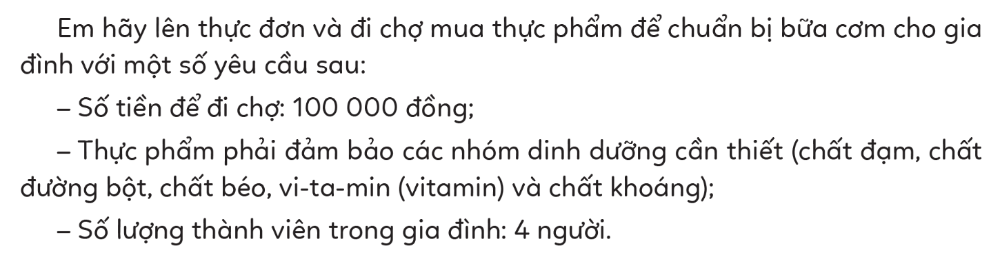 Em hãy lên thực đơn và đi chợ mua thực phẩm để chuẩn bị bữa cơm cho gia
đình với một số yêu cầu sau:
– Số tiền để đi chợ: 100 000 đồng;
– Thực phẩm phải đảm bảo các nhóm dinh dưỡng cần thiết (chất đạm, chất
đường bột, chất béo, vi-ta-min (vitamin) và chất khoáng);
– Số lượng thành viên trong gia đình: 4 người.